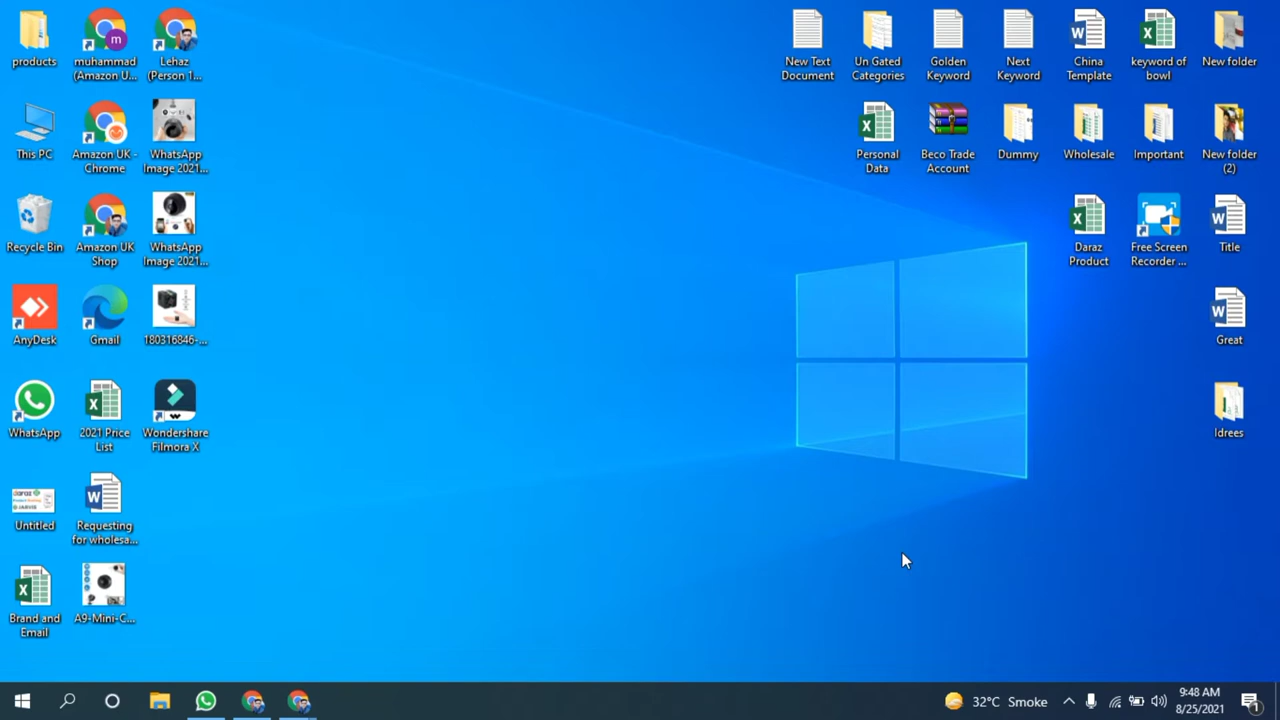 products
muhammad
(Amazon U...
Lehaz
(Person 1...
New Text
Document
Un Gated
Categories
Golden
Keyword
Next
Keyword
China
Template
keyword of
bowl
New folder
This PC
Amazon UK -
Chrome
WhatsApp
Image 2021...
Personal
Data
Beco Trade
Account
Dummy
Wholesale
Important
New folder
(2)
Recycle Bin
Amazon UK
Shop
WhatsApp
Image 2021...
Daraz
Product
Free Screen
Recorder ...
Title
AnyDesk
Gmail
180316846-...
Great
WhatsApp
2021 Price
List
Wondershare
Filmora X
Idrees
Untitled
Requesting
for wholesa...
Brand and
Email
A9-Mini-C...
32°C Smoke
9:48 AM
8/25/2021
1